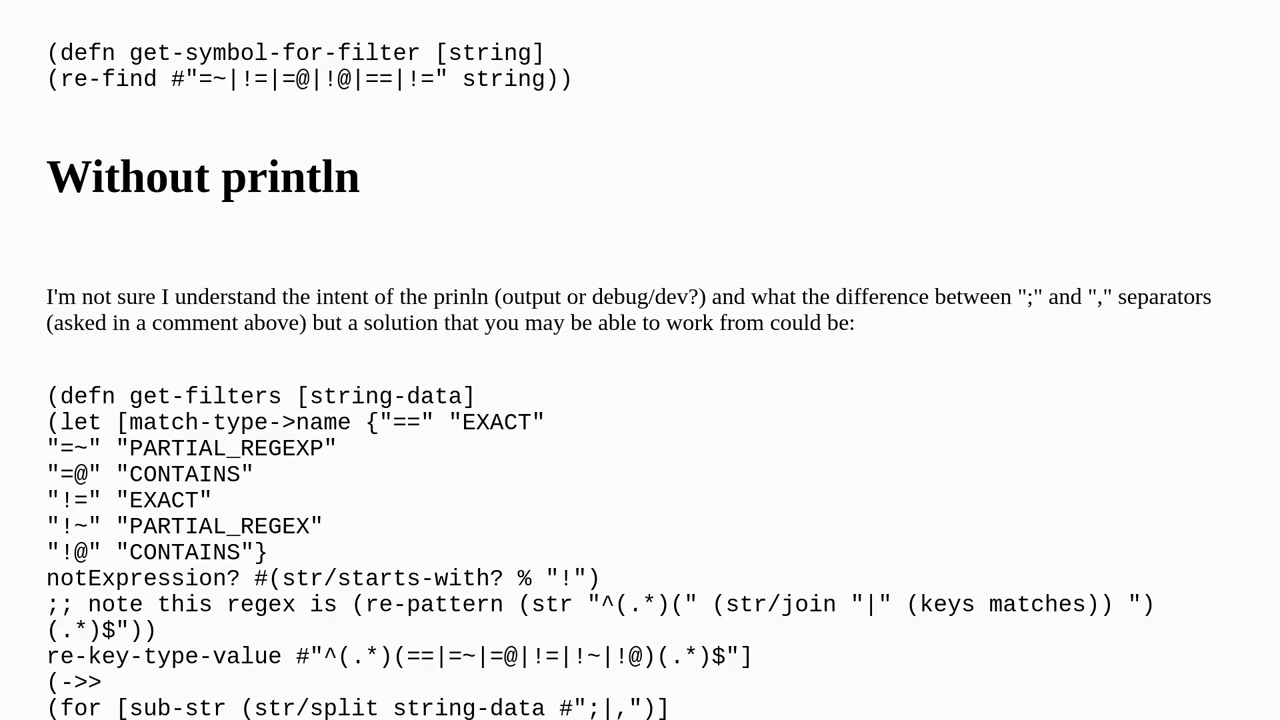 (defn get-symbol-for-filter [string]
(re-find #"=~|!=|=@|!@|==|!=" string))
Without println
I'm not sure I understand the intent of the prinln (output or debug/dev?) and what the difference between ";" and "," separators
(asked in a comment above) but a solution that you may be able to work from could be:
(defn get-filters [string-data]
(let [match-type->name {"==" "EXACT"
"=~" "PARTIAL_REGEXP"
"=@" "CONTAINS"
"!=" "EXACT"
"!~" "PARTIAL_REGEX"
"!@" "CONTAINS"}
notExpression? #(str/starts-with? % "!")
;; note this regex is (re-pattern (str "^(.*)(" (str/join "|" (keys matches)) ")
(.*)$"))
re-key-type-value #"^(.*)(==|=~|=@|!=|!~|!@)(.*)$"]
(->>
(for [sub-str (str/split string-data #";|,")]